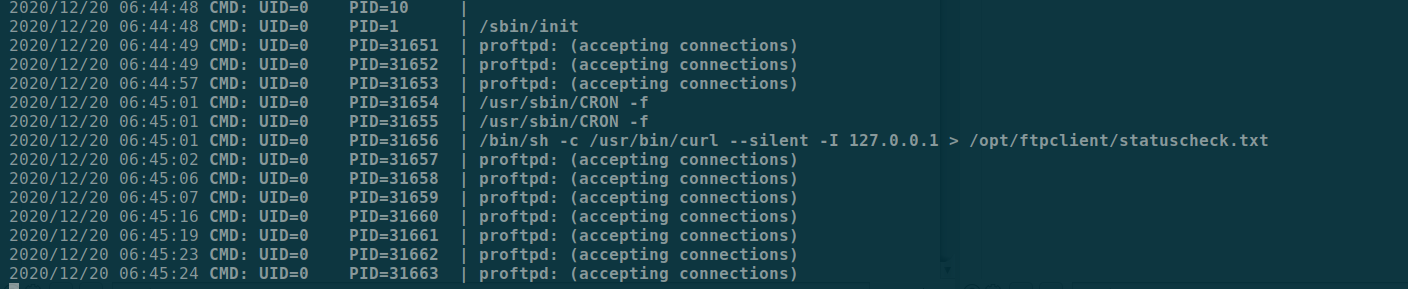 2020/12/20 06:44:48 CMD: UID=0    PID=10     |
2020/12/20 06:44:48 CMD: UID=0    PID=1      | /sbin/init
2020/12/20 06:44:49 CMD: UID=0    PID=31651  | proftpd: (accepting connections)
2020/12/20 06:44:49 CMD: UID=0    PID=31652  | proftpd: (accepting connections)
2020/12/20 06:44:57 CMD: UID=0    PID=31653  | proftpd: (accepting connections)
2020/12/20 06:45:01 CMD: UID=0    PID=31654  | /usr/sbin/CRON -f
2020/12/20 06:45:01 CMD: UID=0    PID=31655  | /usr/sbin/CRON -f
2020/12/20 06:45:01 CMD: UID=0    PID=31656  | /bin/sh -c /usr/bin/curl --silent -I 127.0.0.1 > /opt/ftpclient/statuscheck.txt
2020/12/20 06:45:02 CMD: UID=0    PID=31657  | proftpd: (accepting connections)
2020/12/20 06:45:06 CMD: UID=0    PID=31658  | proftpd: (accepting connections)
2020/12/20 06:45:07 CMD: UID=0    PID=31659  | proftpd: (accepting connections)
2020/12/20 06:45:16 CMD: UID=0    PID=31660  | proftpd: (accepting connections)
2020/12/20 06:45:19 CMD: UID=0    PID=31661  | proftpd: (accepting connections)
2020/12/20 06:45:23 CMD: UID=0    PID=31662  | proftpd: (accepting connections)
2020/12/20 06:45:24 CMD: UID=0    PID=31663  | proftpd: (accepting connections)